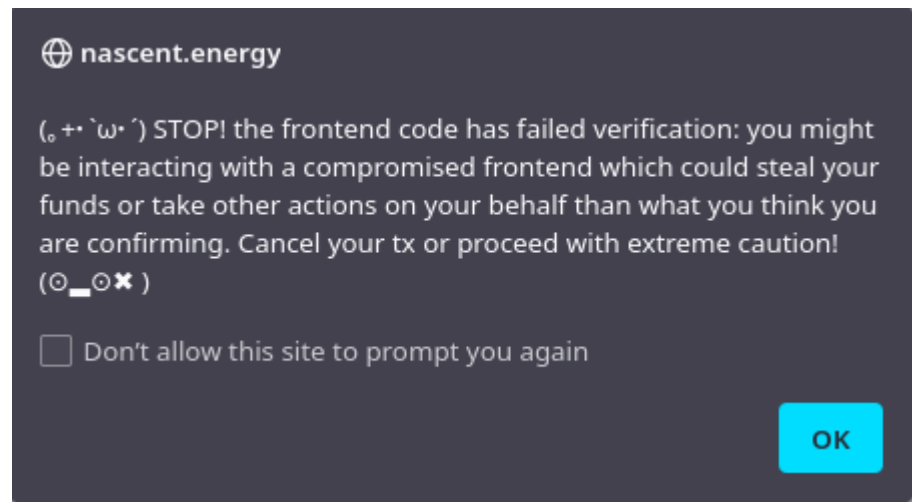 nascent.energy
(｡+･`ω･´) STOP! the frontend code has failed verification: you might
be interacting with a compromised frontend which could steal your
funds or take other actions on your behalf than what you think you
are confirming. Cancel your tx or proceed with extreme caution!
(⊙▂⊙✖ )
Don’t allow this site to prompt you again
OK